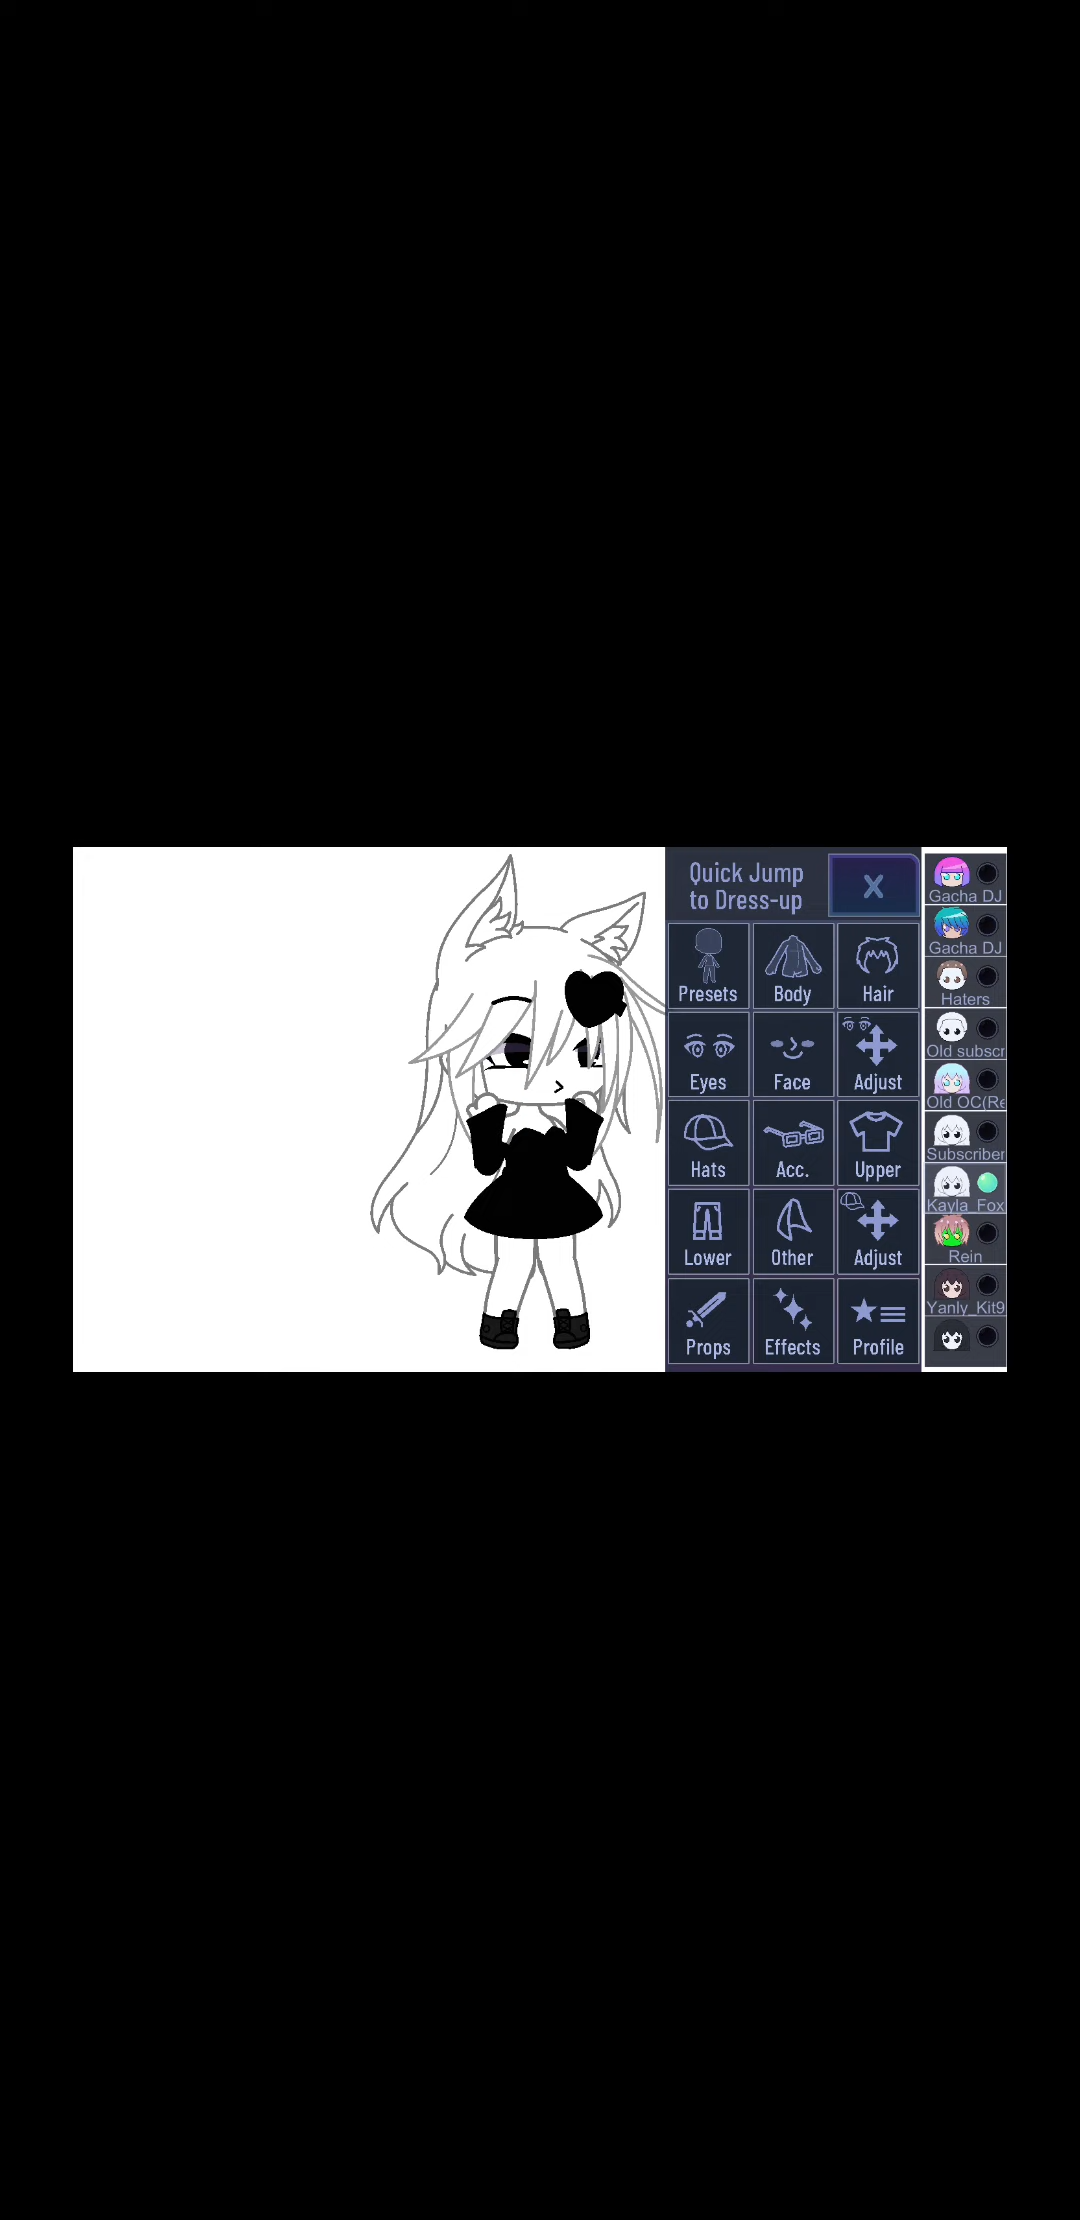 Quick Jump
to Dress-up
X
Presets
Body
Hair
Eyes
Face
Adjust
Hats
Acc.
Upper
Lower
Other
Adjust
Props
Effects
Profile
Gacha DJ
Gacha DJ
Haters
Old subscr
Old OC(Re
Subscriber
Kayla_Fox
Rein
Yanly_Kit9